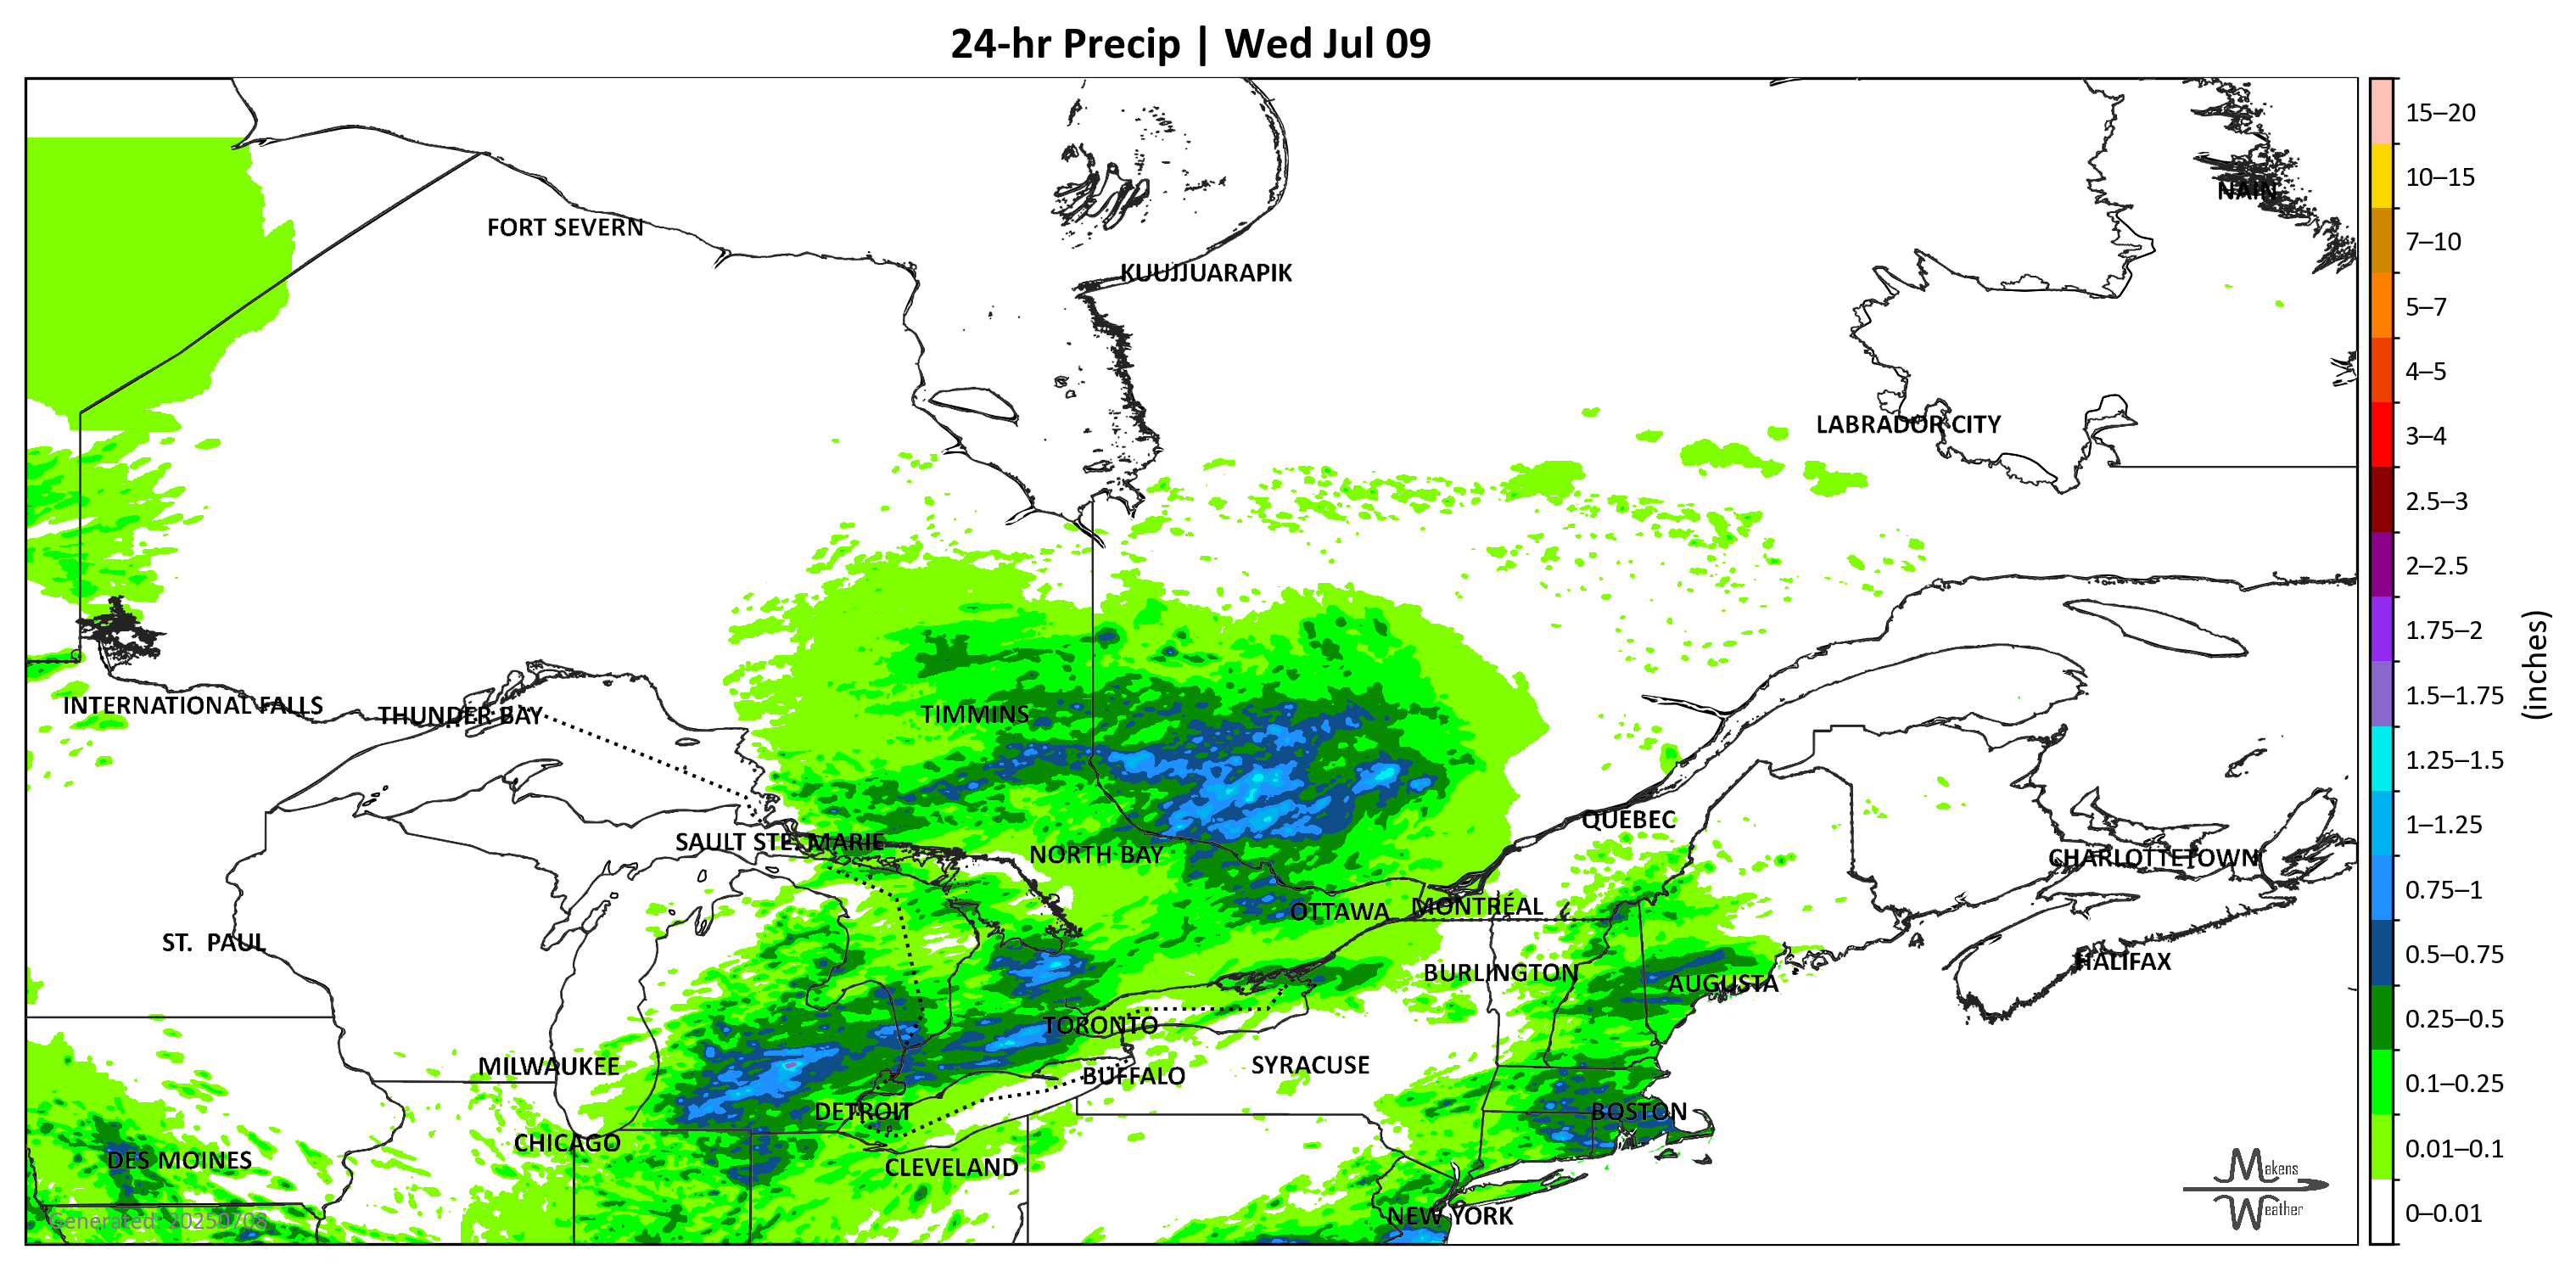 24-hr Precip | Wed Jul 09
15–20
10–15
NAIN
FORT SEVERN
7–10
KUUJJUARAPIK
5–7
4–5
LABRADOR CITY
3–4
2.5–3
2–2.5
1.75–2
(inches)
INTERNATIONAL FALLS
THUNDER BAY
TIMMINS
1.5–1.75
1.25–1.5
QUÉBEC
1–1.25
SAULT STE. MARIE
NORTH BAY
CHARLOTTETOWN
0.75–1
OTTAWA
MONTRÉAL
ST. PAUL
BURLINGTON
HALIFAX
0.5–0.75
AUGUSTA
TORONTO
0.25–0.5
MILWAUKEE
BUFFALO
SYRACUSE
0.1–0.25
DETROIT
BOSTON
CHICAGO
DES MOINES
CLEVELAND
0.01–0.1
Makens
Weather
NEW YORK
Generated: 20250708
0–0.01